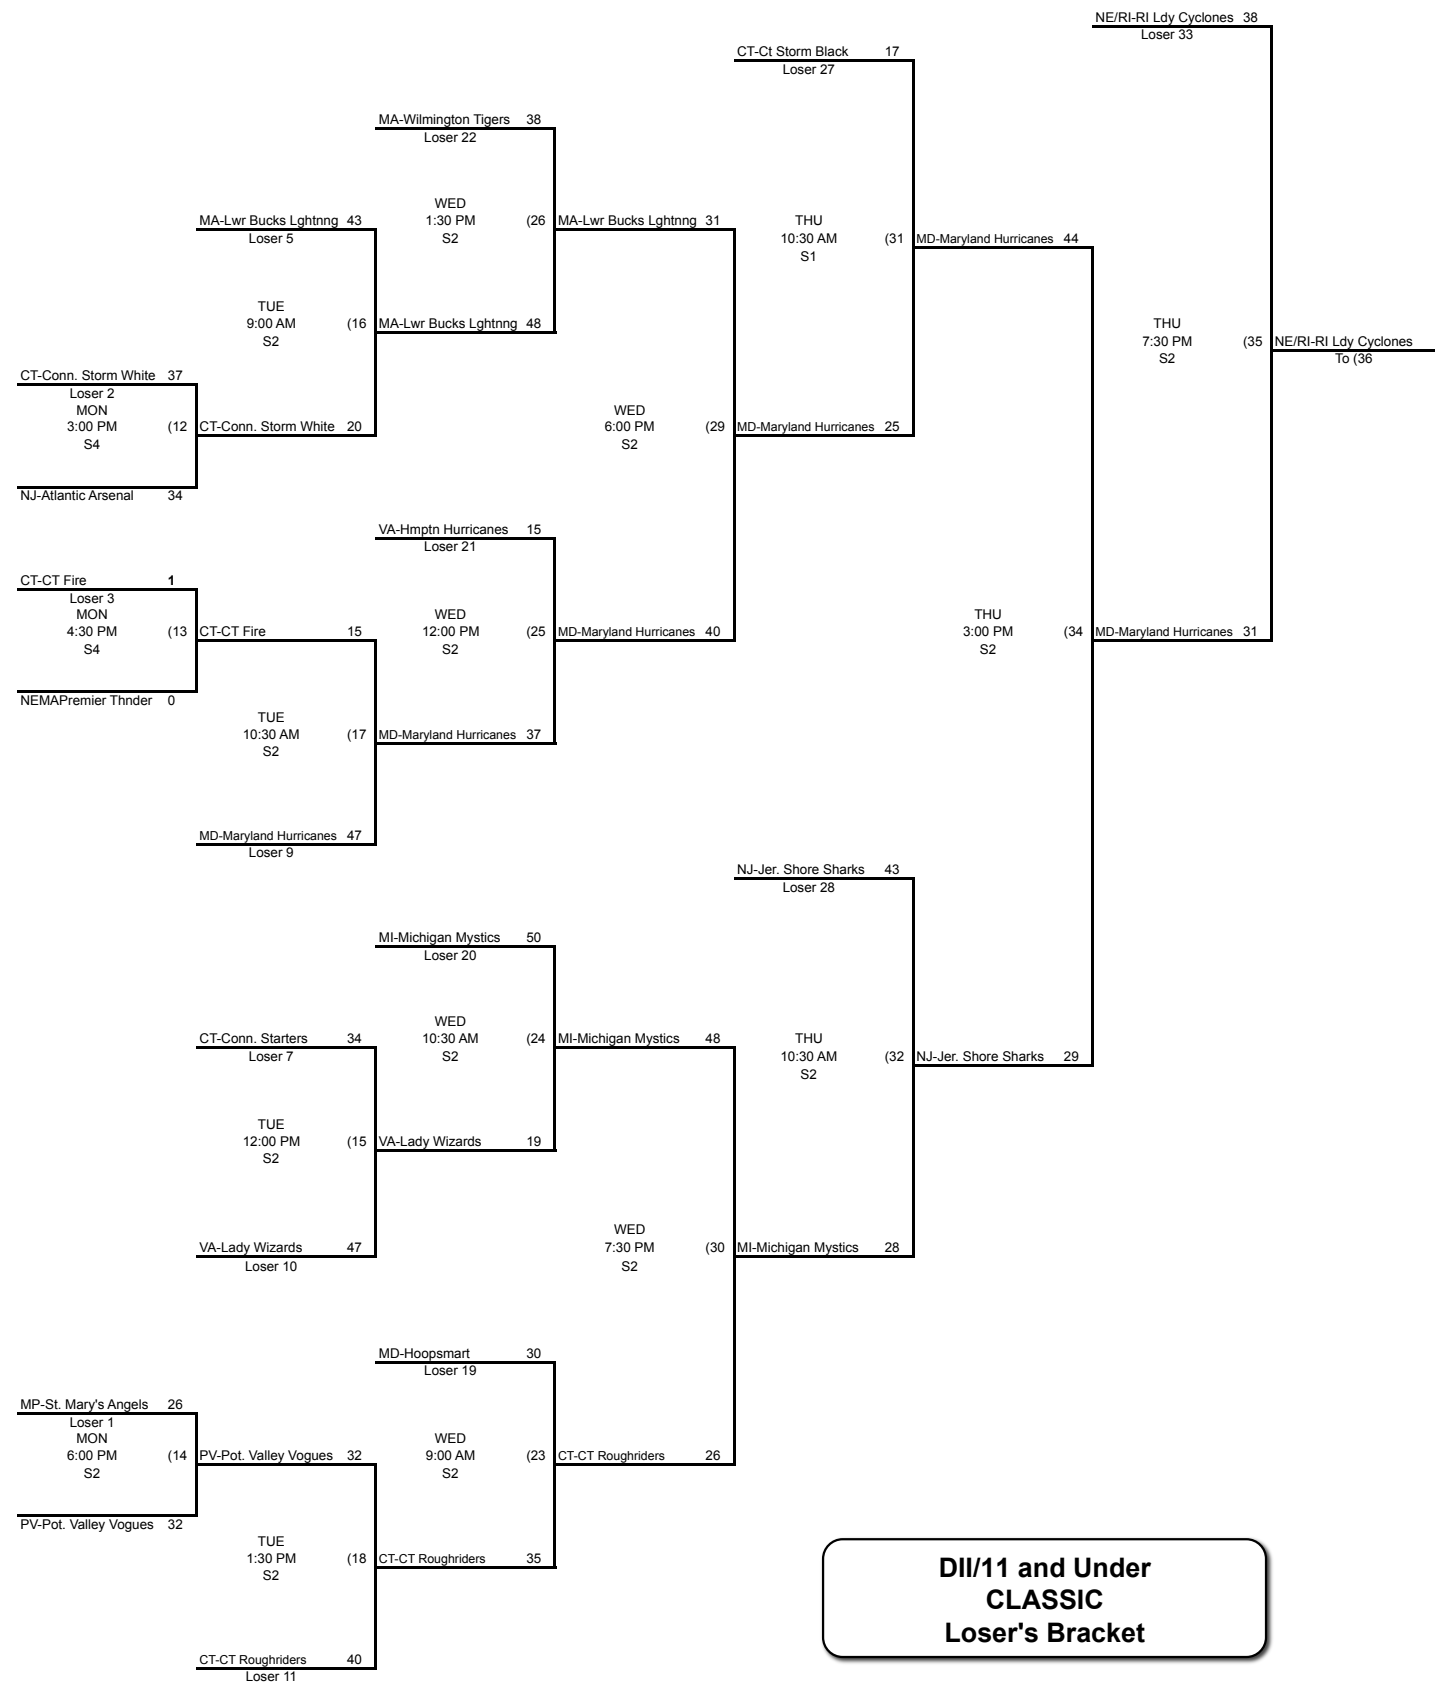 NE/RI-RI Ldy Cyclones 38
Loser 33
CT-Ct Storm Black 17
Loser 27
MA-Wilmington Tigers 38
Loser 22
WED
1:30 PM (26
S2
MA-Lwr Bucks Lghtnng 43
Loser 5
MA-Lwr Bucks Lghtnng 31
THU
10:30 AM (31
S1
MD-Maryland Hurricanes 44
TUE
9:00 AM (16
S2
MA-Lwr Bucks Lghtnng 48
THU
7:30 PM (35
S2
NE/RI-RI Ldy Cyclones
To (36
CT-Conn. Storm White 37
Loser 2
MON
3:00 PM (12
S4
CT-Conn. Storm White 20
WED
6:00 PM (29
S2
MD-Maryland Hurricanes 25
NJ-Atlantic Arsenal 34
VA-Hmptn Hurricanes 15
Loser 21
CT-CT Fire 1
Loser 3
MON
4:30 PM (13
S4
CT-CT Fire 15
WED
12:00 PM (25
S2
MD-Maryland Hurricanes 40
THU
3:00 PM (34
S2
MD-Maryland Hurricanes 31
NEMAPremier Thnder 0
TUE
10:30 AM (17
S2
MD-Maryland Hurricanes 37
MD-Maryland Hurricanes 47
Loser 9
NJ-Jer. Shore Sharks 43
Loser 28
MI-Michigan Mystics 50
Loser 20
WED
10:30 AM (24
S2
CT-Conn. Starters 34
Loser 7
MI-Michigan Mystics 48
THU
10:30 AM (32
S2
NJ-Jer. Shore Sharks 29
TUE
12:00 PM (15
S2
VA-Lady Wizards 19
VA-Lady Wizards 47
Loser 10
WED
7:30 PM (30
S2
MI-Michigan Mystics 28
MD-Hoopsmart 30
Loser 19
MP-St. Mary's Angels 26
Loser 1
MON
6:00 PM (14
S2
PV-Pot. Valley Vogues 32
WED
9:00 AM (23
S2
CT-CT Roughriders 26
PV-Pot. Valley Vogues 32
TUE
1:30 PM (18
S2
CT-CT Roughriders 35
CT-CT Roughriders 40
Loser 11
DII/11 and Under
CLASSIC
Loser's Bracket